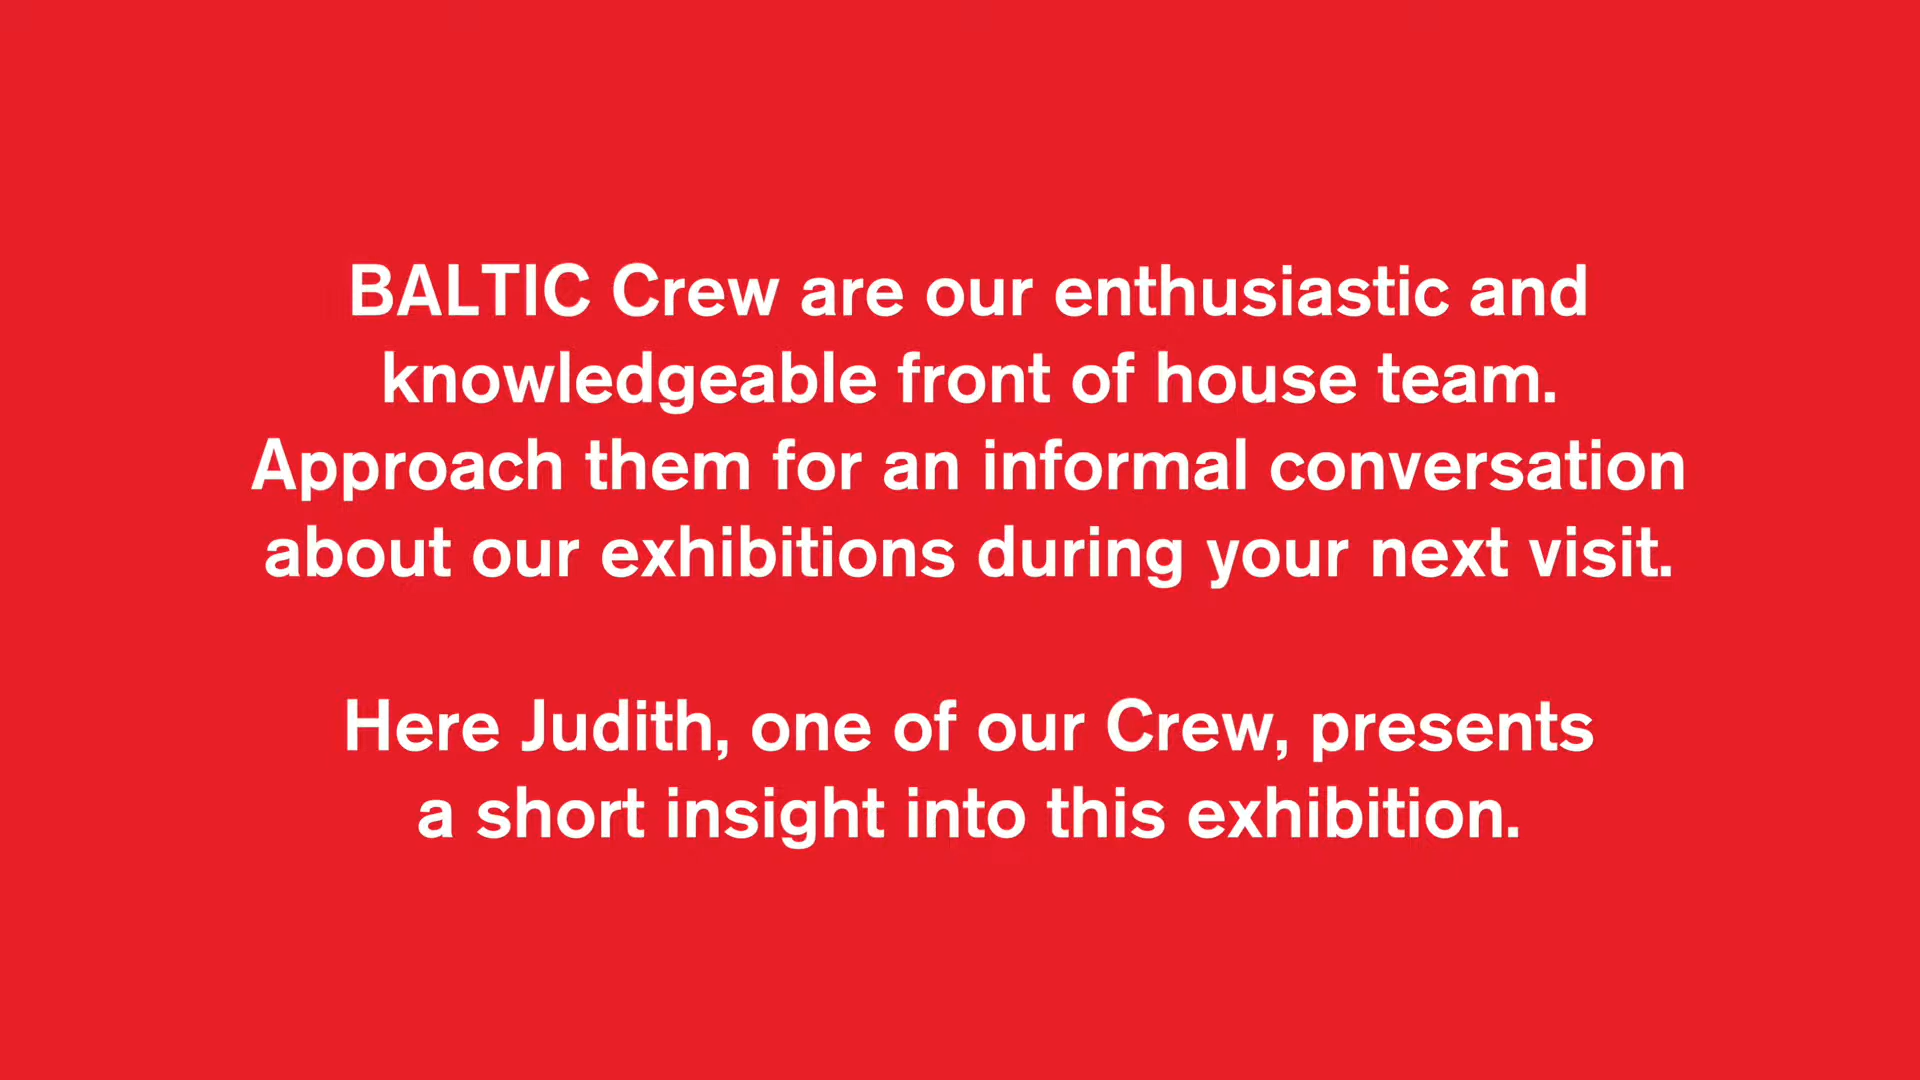 BALTIC Crew are our enthusiastic and
knowledgeable front of house team.
Approach them for an informal conversation
about our exhibitions during your next visit.
Here Judith, one of our Crew, presents
a short insight into this exhibition.